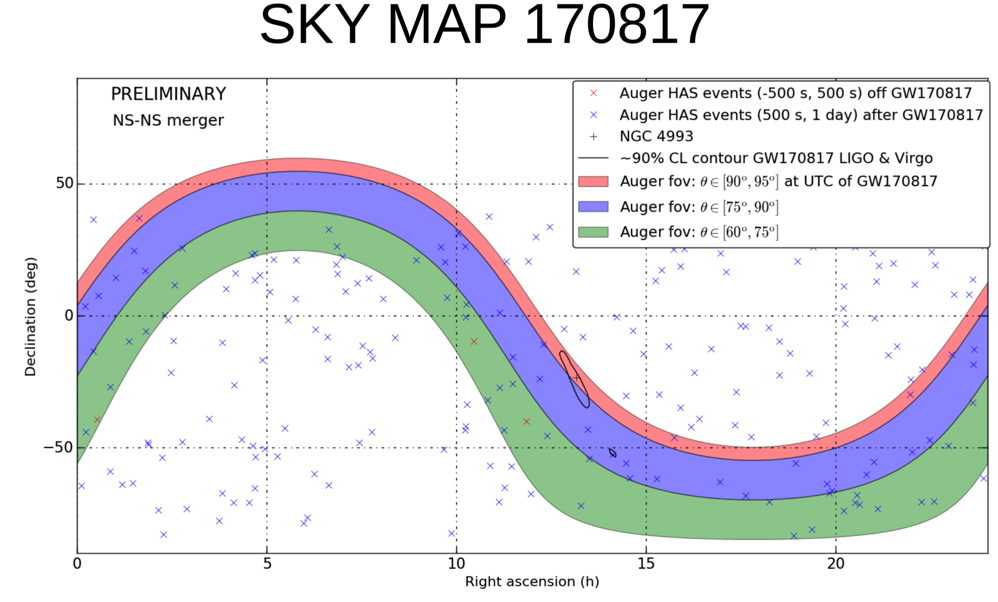 SKY MAP 170817
PRELIMINARY
NS-NS merger
Auger HAS events (-500 s, 500 s) off GW170817
Auger HAS events (500 s, 1 day) after GW170817
NGC 4993
~90% CL contour GW170817 LIGO & Virgo
Auger fov: θ ∈ [90°, 95°] at UTC of GW170817
Auger fov: θ ∈ [75°, 90°]
Auger fov: θ ∈ [60°, 75°]
Declination (deg)
50
0
−50
0 5 10 15 20
Right ascension (h)